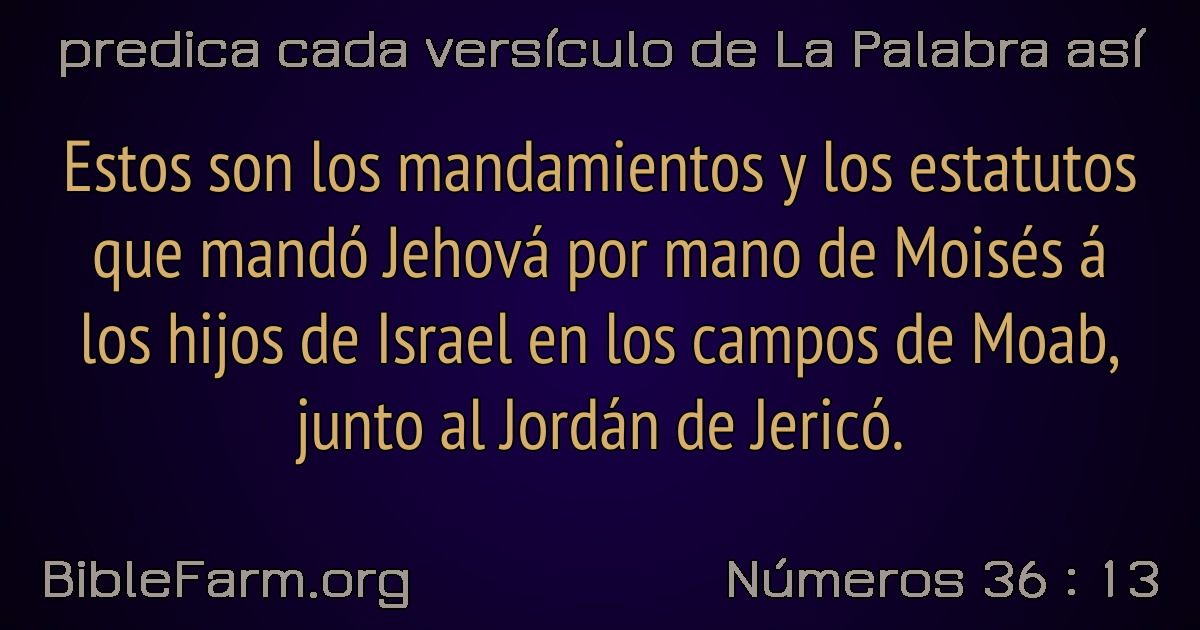 predica cada versículo de La Palabra así
Estos son los mandamientos y los estatutos
que mandó Jehová por mano de Moisés á
los hijos de Israel en los campos de Moab,
junto al Jordán de Jericó.
BibleFarm.org
Números 36 : 13